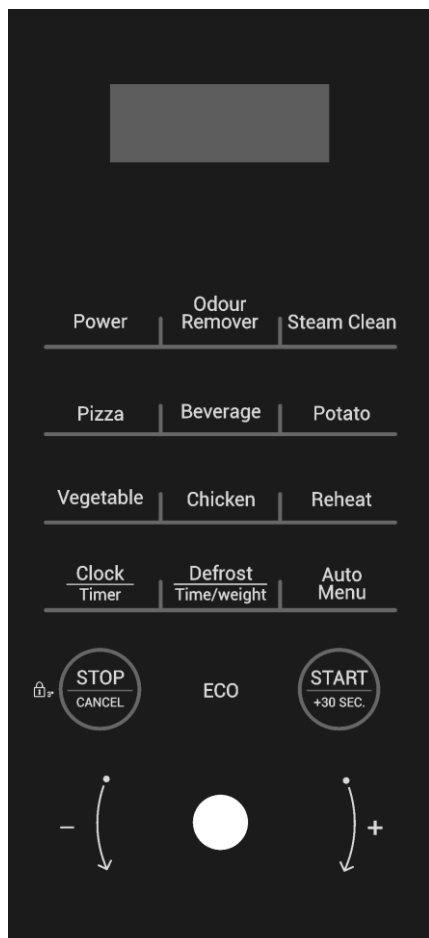 Power
Odour
Remover
Steam Clean
Pizza
Beverage
Potato
Vegetable
Chicken
Reheat
Clock
Timer
Defrost
Time/weight
Auto
Menu
STOP
CANCEL
ECO
START
+30 SEC.
−
+